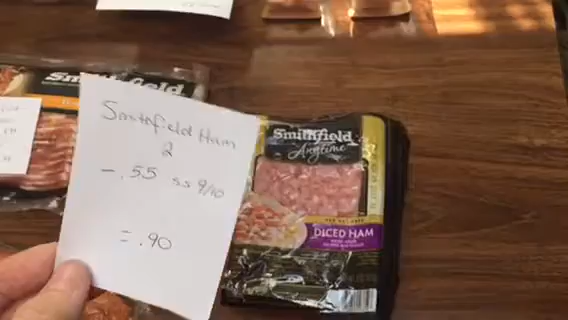 Smithfield
Smithfield Ham
2
- .55 SS 9/10
= .90
Smithfield
Anytime
DICED HAM